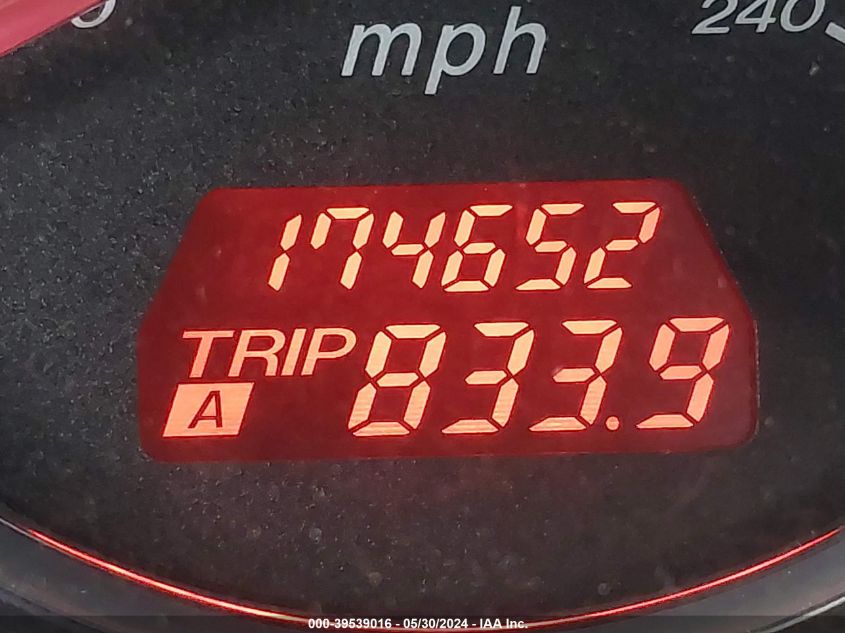 mph
240
174652
TRIP 833.9
A
000-39539016 - 05/30/2024 - IAA Inc.